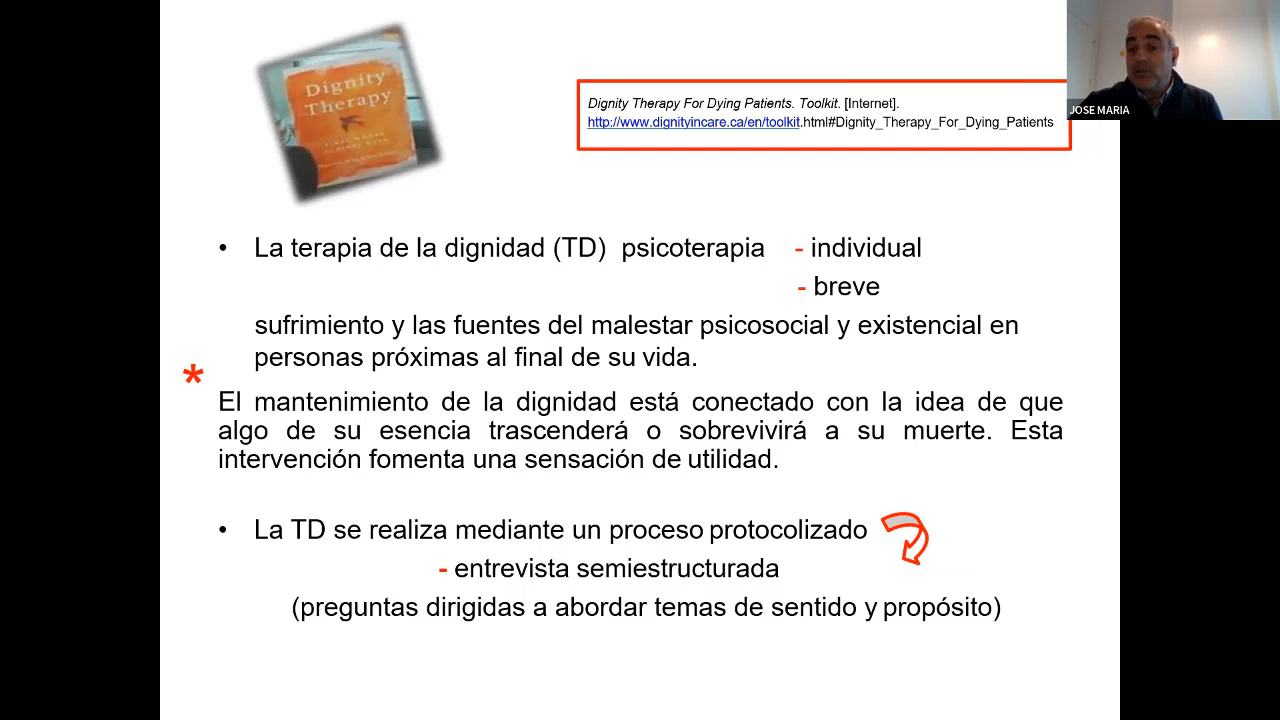 Dignity
Therapy
Dignity Therapy For Dying Patients. Toolkit. [Internet].
http://www.dignityincare.ca/en/toolkit.html#Dignity_Therapy_For_Dying_Patients
JOSE MARIA
• La terapia de la dignidad (TD) psicoterapia - individual
- breve
sufrimiento y las fuentes del malestar psicosocial y existencial en
personas próximas al final de su vida.
*
El mantenimiento de la dignidad está conectado con la idea de que
algo de su esencia trascenderá o sobrevivirá a su muerte. Esta
intervención fomenta una sensación de utilidad.
• La TD se realiza mediante un proceso protocolizado
- entrevista semiestructurada
(preguntas dirigidas a abordar temas de sentido y propósito)